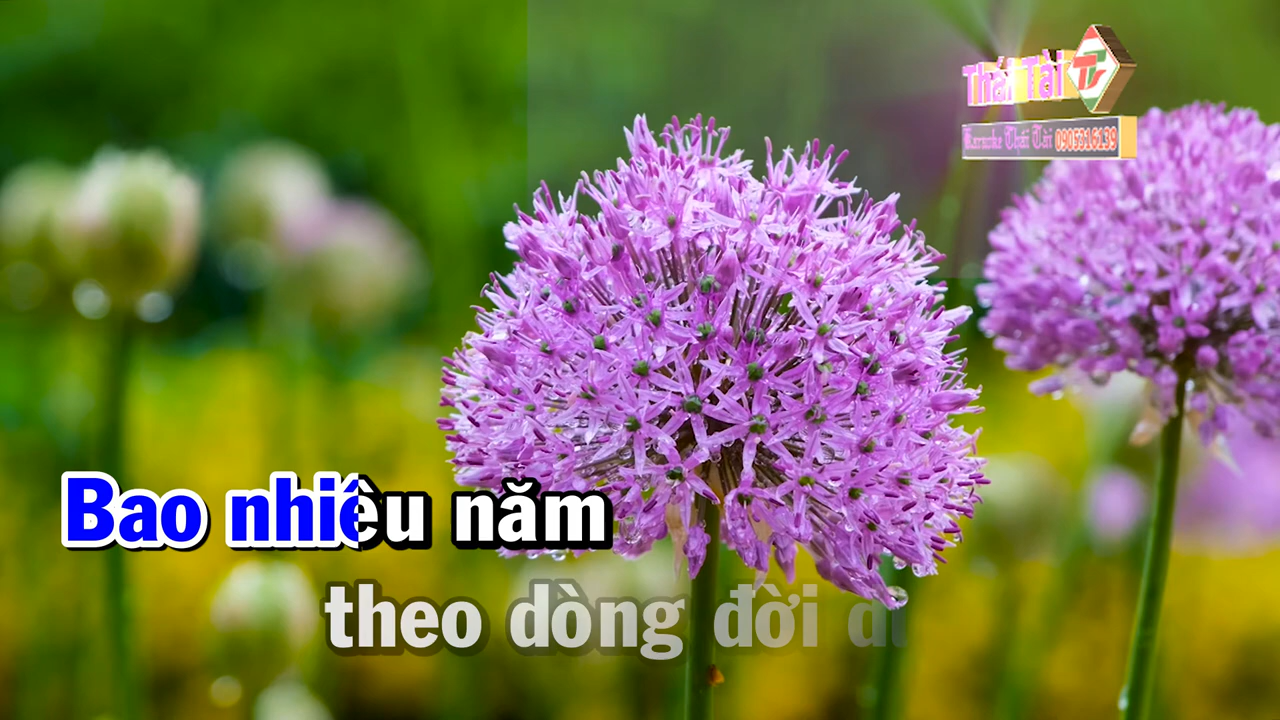 Thái Tài
Karaoke Thái Tài 0905316139
Bao nhiêu năm
theo dòng đời